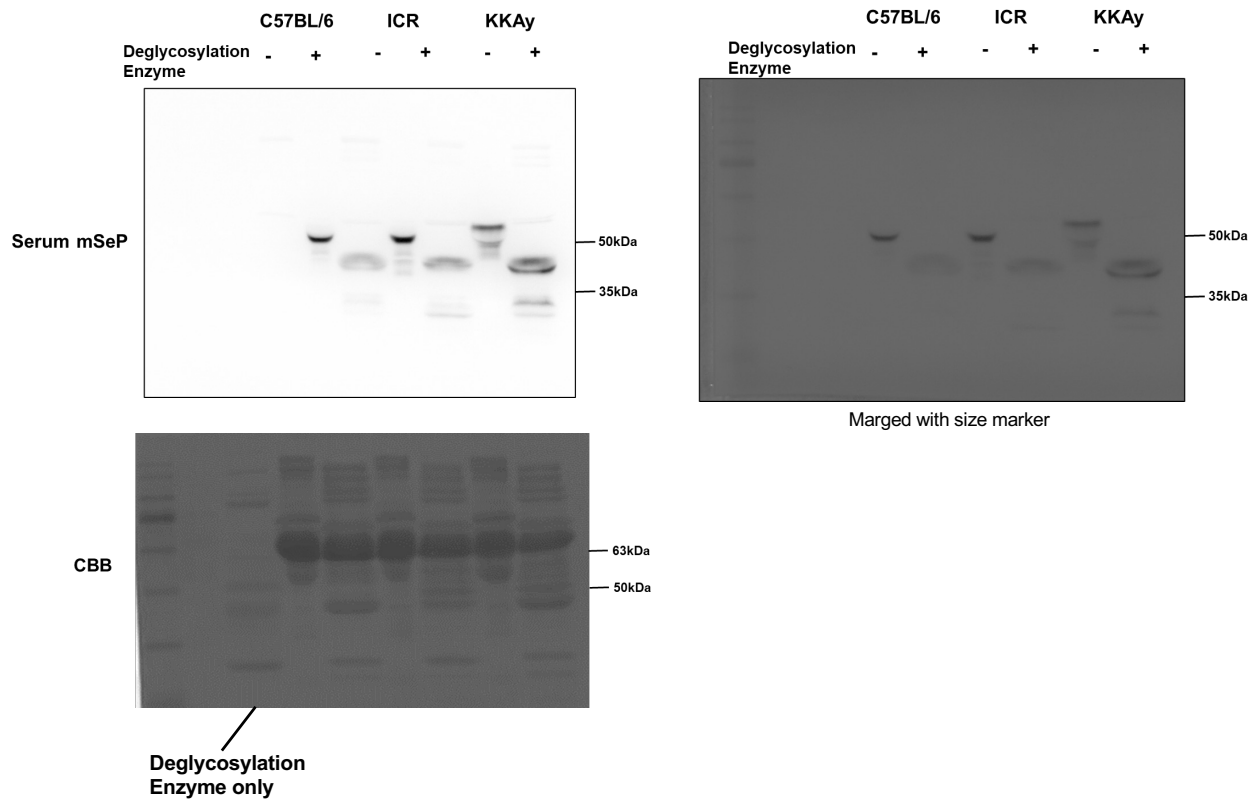 C57BL/6 ICR KKAy
Deglycosylation
Enzyme
- + - + - +
Serum mSeP
50kDa
35kDa
C57BL/6 ICR KKAy
Deglycosylation
Enzyme
- + - + - +
50kDa
35kDa
Marged with size marker
CBB
63kDa
50kDa
Deglycosylation
Enzyme only